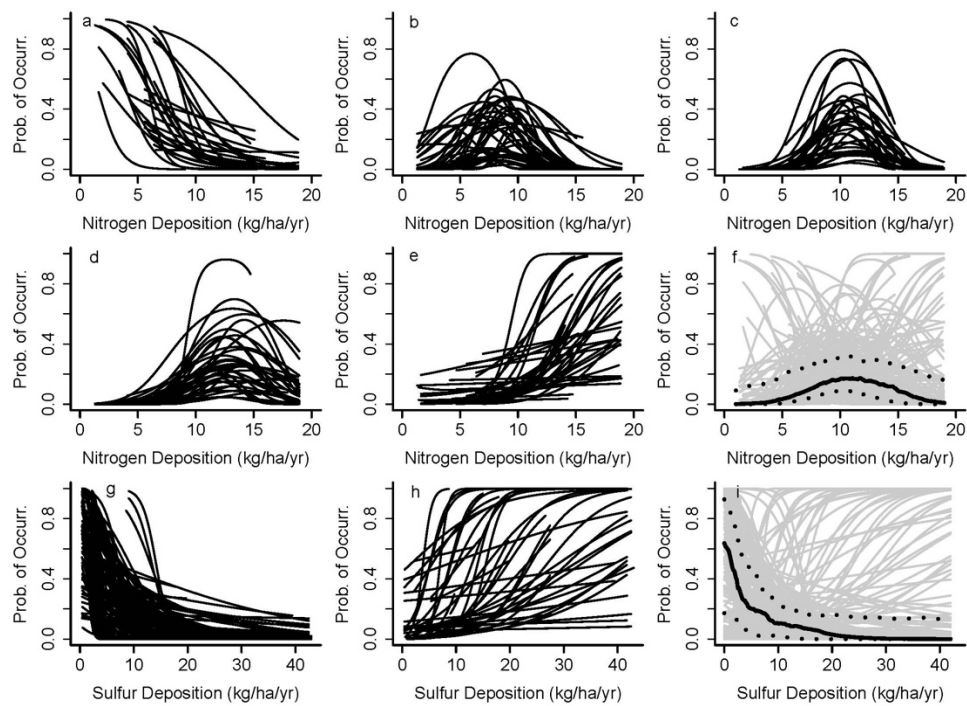 a
Prob. of Occurr.
0.0 0.4 0.8
0 5 10 15 20
Nitrogen Deposition (kg/ha/yr)
b
Prob. of Occurr.
0.0 0.4 0.8
0 5 10 15 20
Nitrogen Deposition (kg/ha/yr)
c
Prob. of Occurr.
0.0 0.4 0.8
0 5 10 15 20
Nitrogen Deposition (kg/ha/yr)
d
Prob. of Occurr.
0.0 0.4 0.8
0 5 10 15 20
Nitrogen Deposition (kg/ha/yr)
e
Prob. of Occurr.
0.0 0.4 0.8
0 5 10 15 20
Nitrogen Deposition (kg/ha/yr)
f
Prob. of Occurr.
0.0 0.4 0.8
0 5 10 15 20
Nitrogen Deposition (kg/ha/yr)
g
Prob. of Occurr.
0.0 0.4 0.8
0 10 20 30 40
Sulfur Deposition (kg/ha/yr)
h
Prob. of Occurr.
0.0 0.4 0.8
0 10 20 30 40
Sulfur Deposition (kg/ha/yr)
i
Prob. of Occurr.
0.0 0.4 0.8
0 10 20 30 40
Sulfur Deposition (kg/ha/yr)